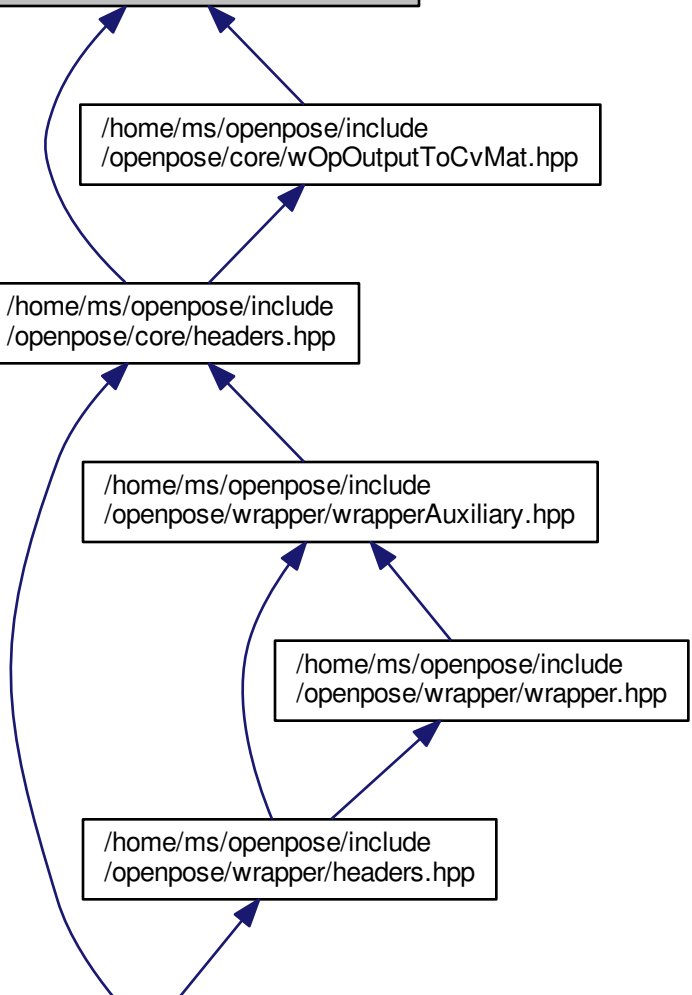 /home/ms/openpose/include
/openpose/core/wOpOutputToCvMat.hpp
/home/ms/openpose/include
/openpose/core/headers.hpp
/home/ms/openpose/include
/openpose/wrapper/wrapperAuxiliary.hpp
/home/ms/openpose/include
/openpose/wrapper/wrapper.hpp
/home/ms/openpose/include
/openpose/wrapper/headers.hpp